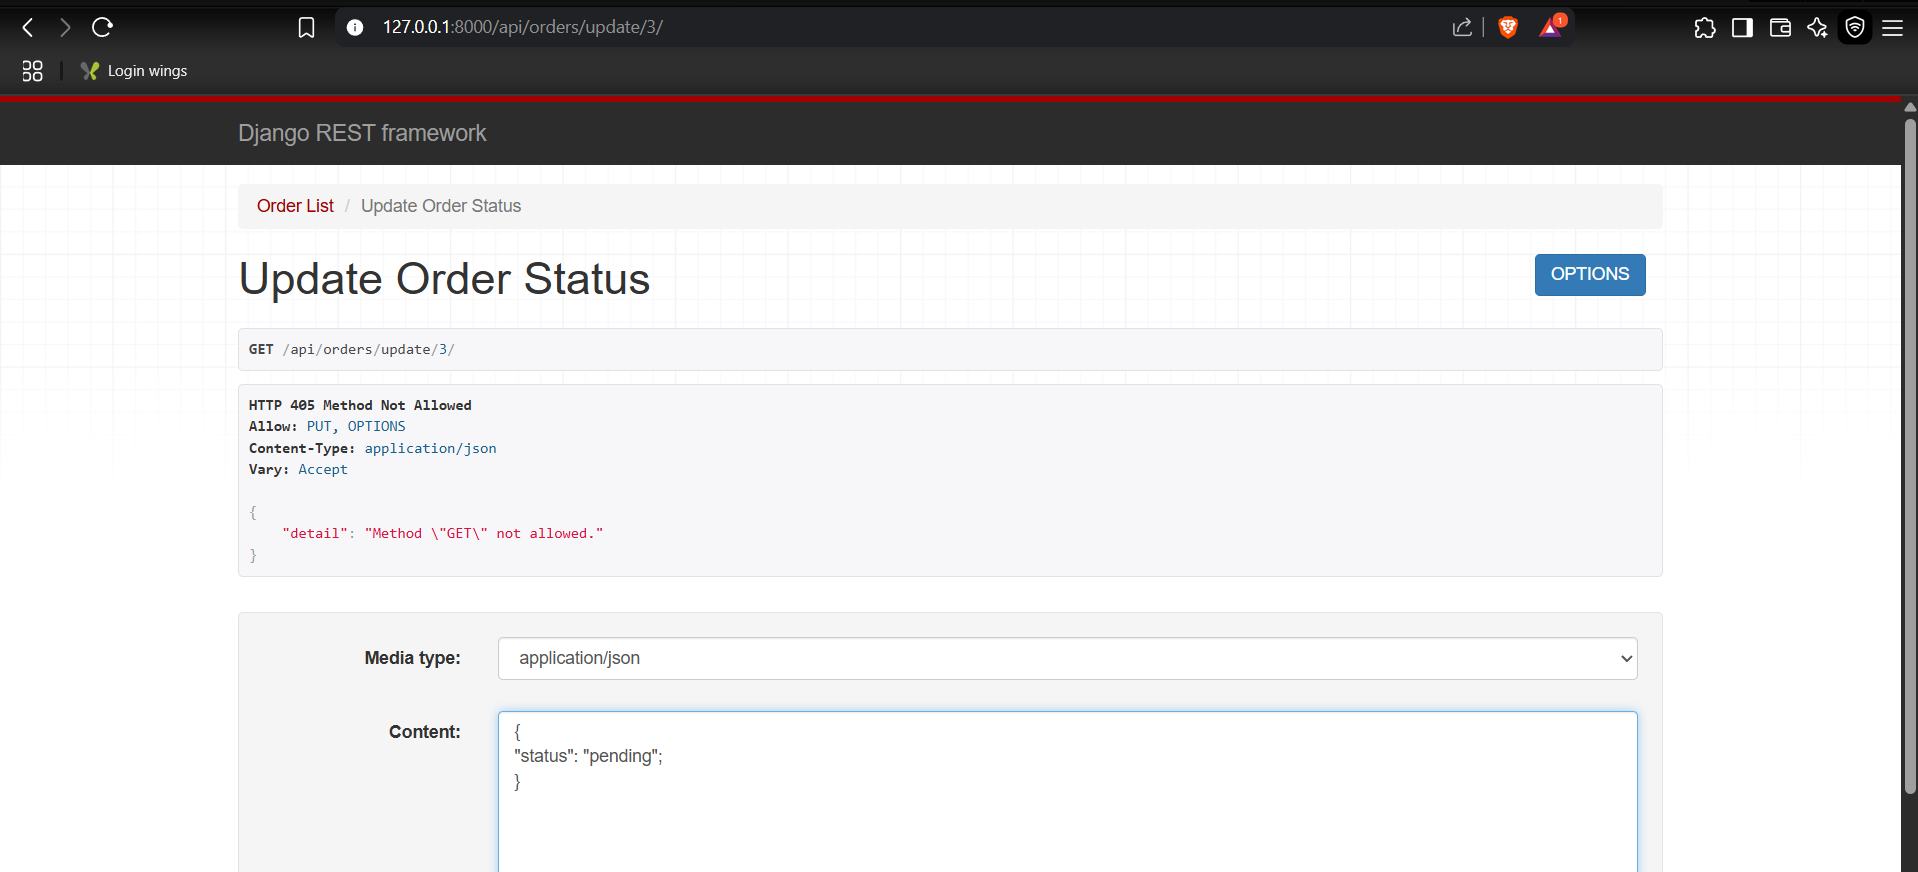 127.0.0.1:8000/api/orders/update/3/
1
Login wings
Django REST framework
Order List / Update Order Status
Update Order Status
OPTIONS
GET /api/orders/update/3/
HTTP 405 Method Not Allowed
Allow: PUT, OPTIONS
Content-Type: application/json
Vary: Accept
{
"detail": "Method \"GET\" not allowed."
}
Media type:
application/json
Content:
{
"status": "pending";
}